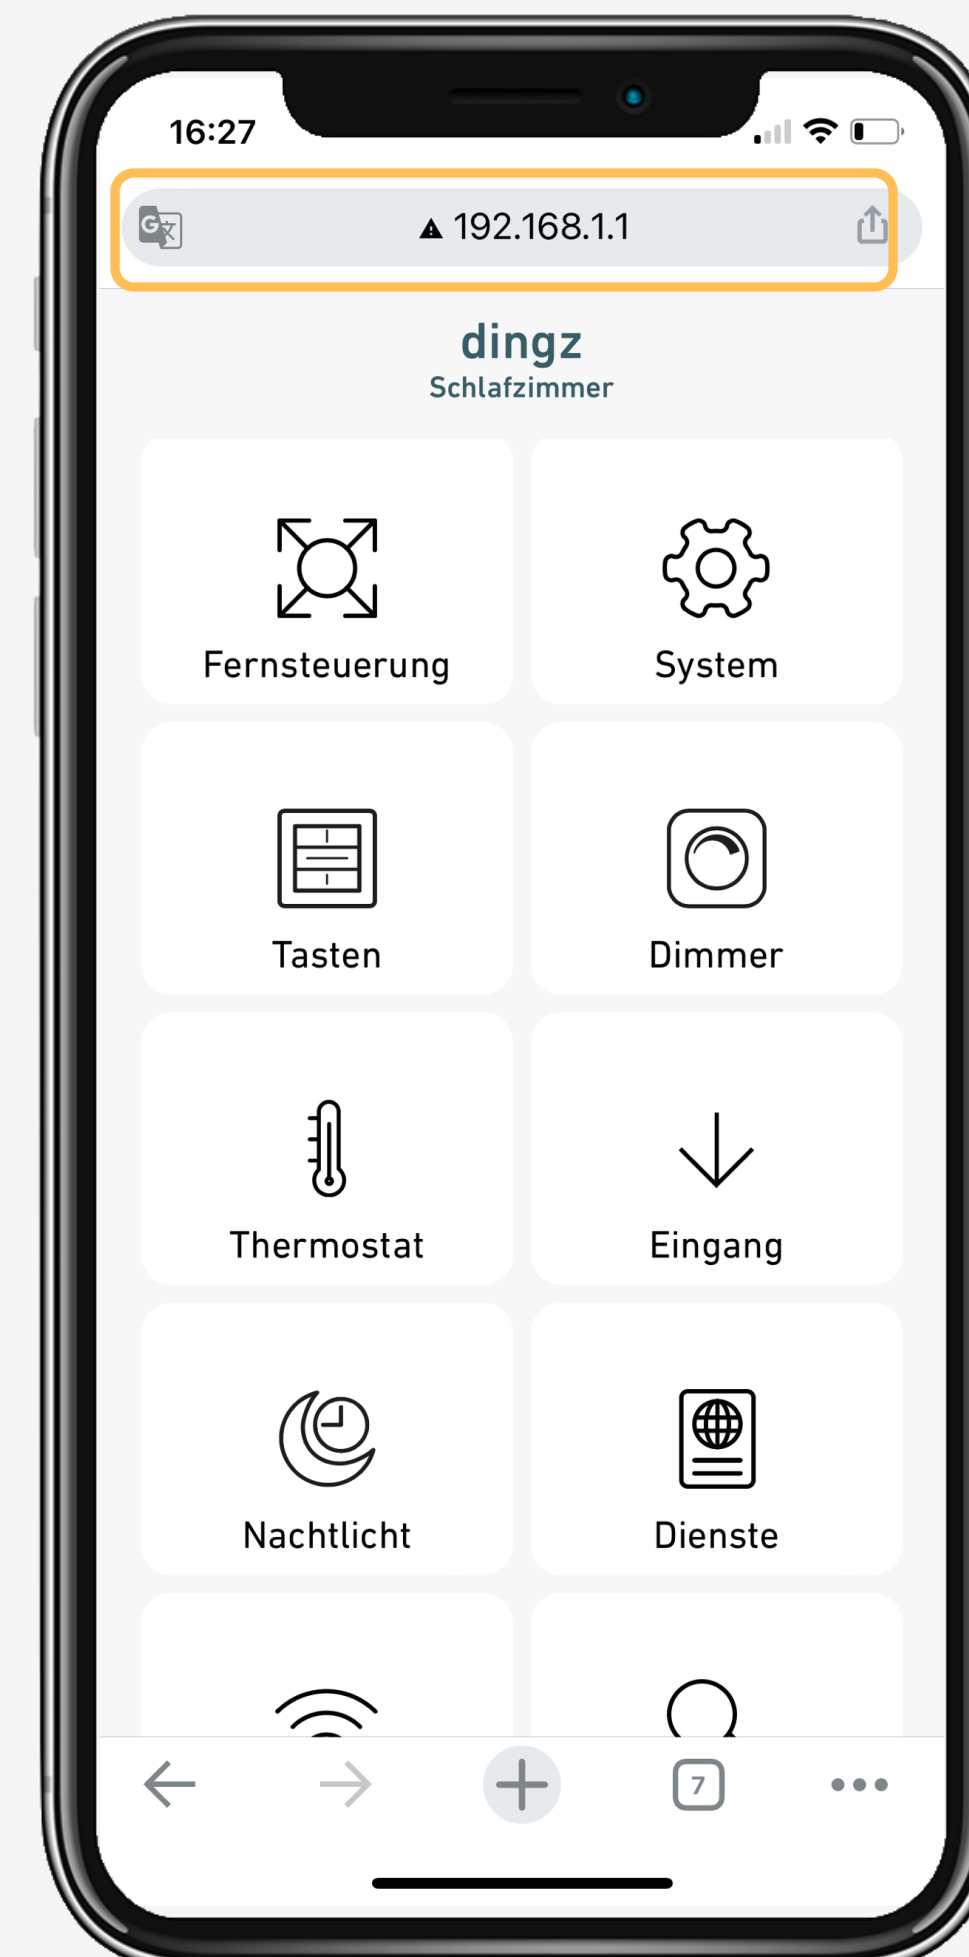 16:27
192.168.1.1
dingz
Schlafzimmer
Fernsteuerung
System
Tasten
Dimmer
Thermostat
Eingang
Nachtlicht
Dienste
7